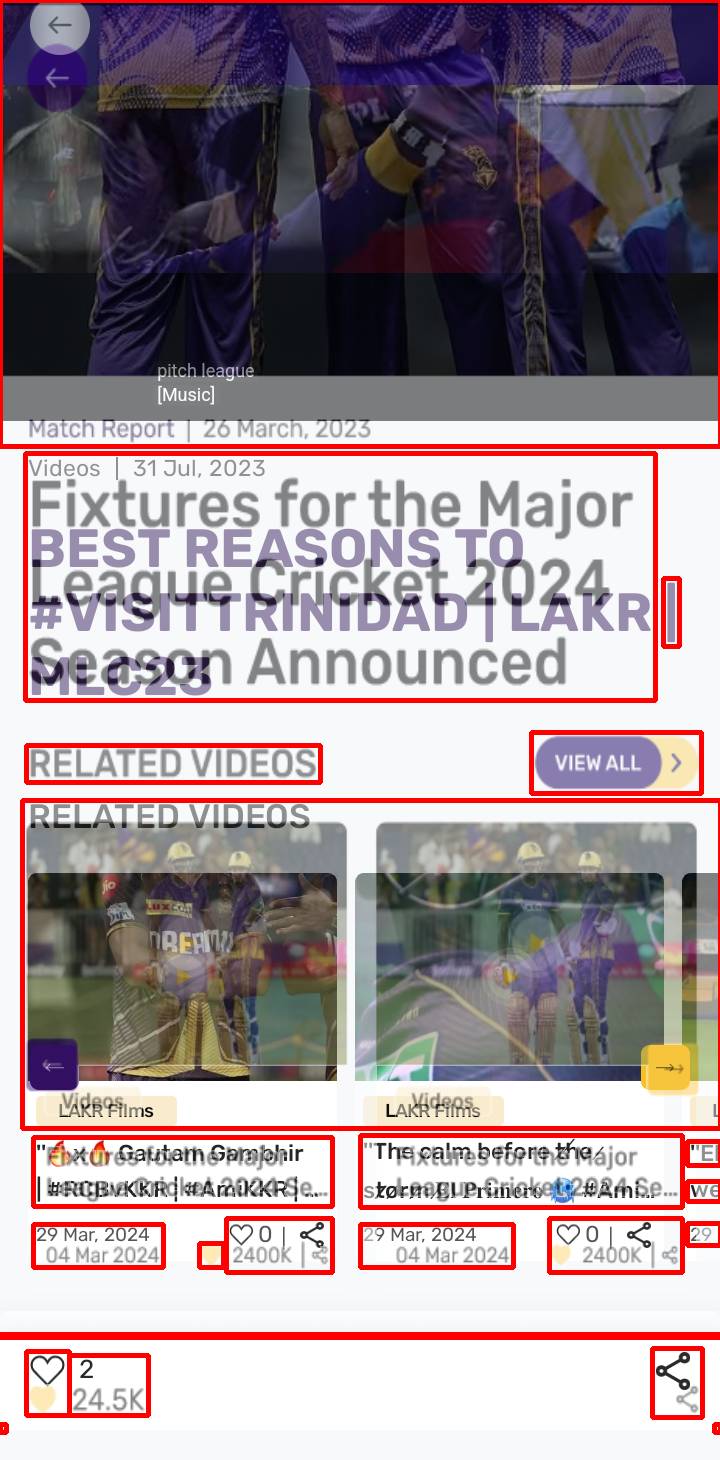 pitch league
[Music]
Match Report | 26 March, 2023
Videos | 31 Jul, 2023
Fixtures for the Major
BEST REASONS TO
League Cricket 2024
#VISITTRINIDAD | LAKR
Season Announced
MLC23
RELATED VIDEOS
VIEW ALL
RELATED VIDEOS
jio
LUX
DREAM
Videos
LAKR Films
Videos
LAKR Films
"🔥x🔥 Gautam Gambhir
Fixtures for the Major
| #RCBvKKR | #AmiKKR |...
League Cricket 2024 Se...
"The calm before the
Fixtures for the Major
storm El Primero 🥶 #Ami...
League Cricket 2024 Se...
29 Mar, 2024
0 |
04 Mar 2024
2400K |
29 Mar, 2024
0 |
04 Mar 2024
2400K |
29
2
24.5K